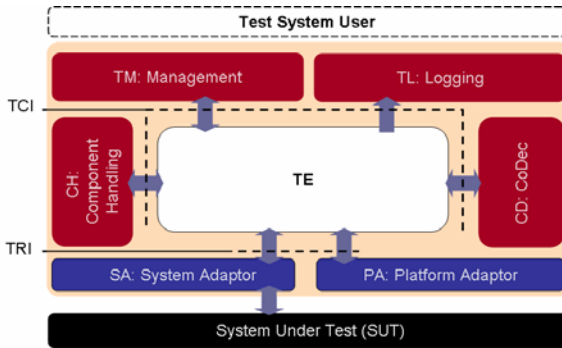 Test System User
TM: Management
TL: Logging
TCI
CH:
Component
Handling
TE
CD: CoDec
TRI
SA: System Adaptor
PA: Platform Adaptor
System Under Test (SUT)